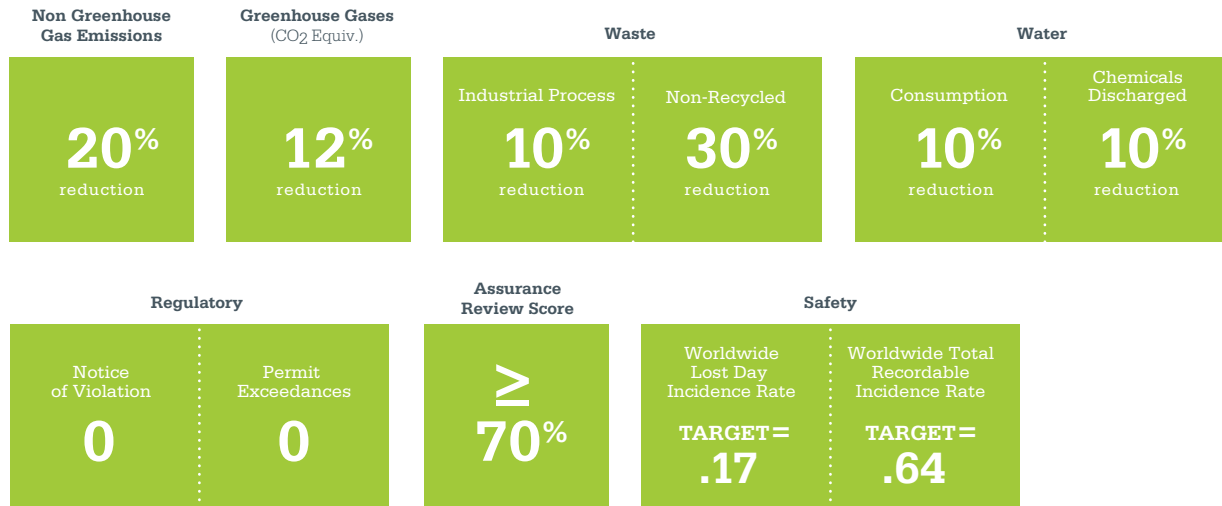 Non Greenhouse
Gas Emissions
20%
reduction
Greenhouse Gases
(CO2 Equiv.)
12%
reduction
Waste
Industrial Process
10%
reduction
Non-Recycled
30%
reduction
Water
Consumption
10%
reduction
Chemicals
Discharged
10%
reduction
Regulatory
Notice
of Violation
0
Permit
Exceedances
0
Assurance
Review Score
≥
70%
Safety
Worldwide
Lost Day
Incidence Rate
TARGET=
.17
Worldwide Total
Recordable
Incidence Rate
TARGET=
.64